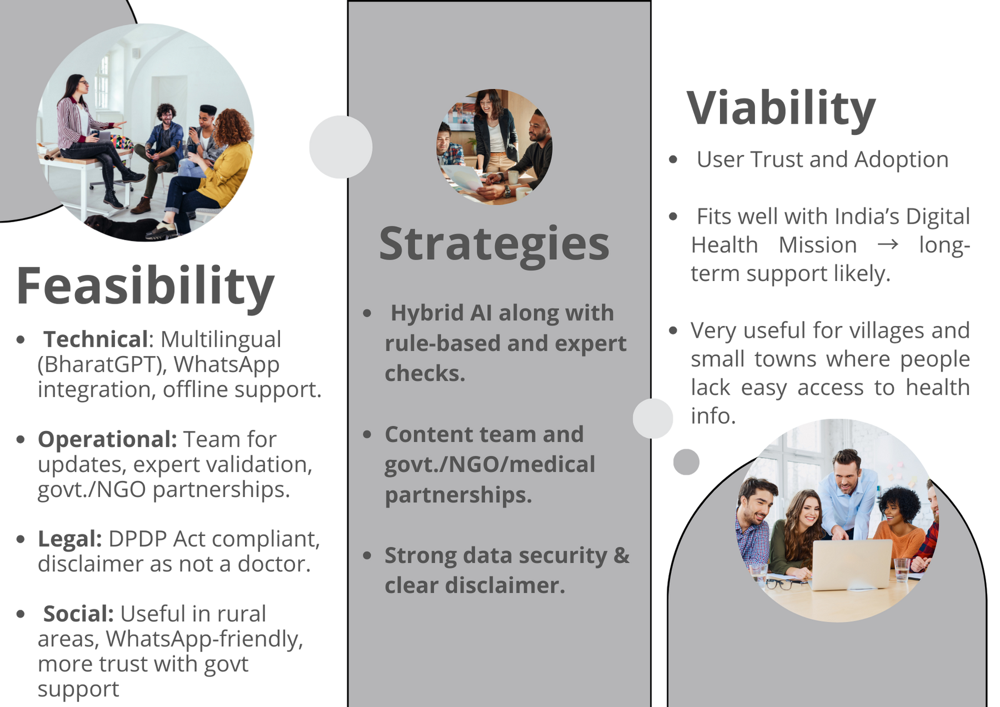 Feasibility
• Technical: Multilingual
(BharatGPT), WhatsApp
integration, offline support.
• Operational: Team for
updates, expert validation,
govt./NGO partnerships.
• Legal: DPDP Act compliant,
disclaimer as not a doctor.
• Social: Useful in rural
areas, WhatsApp-friendly,
more trust with govt
support
Strategies
• Hybrid AI along with
rule-based and expert
checks.
• Content team and
govt./NGO/medical
partnerships.
• Strong data security &
clear disclaimer.
Viability
• User Trust and Adoption
• Fits well with India’s Digital
Health Mission → long-
term support likely.
• Very useful for villages and
small towns where people
lack easy access to health
info.